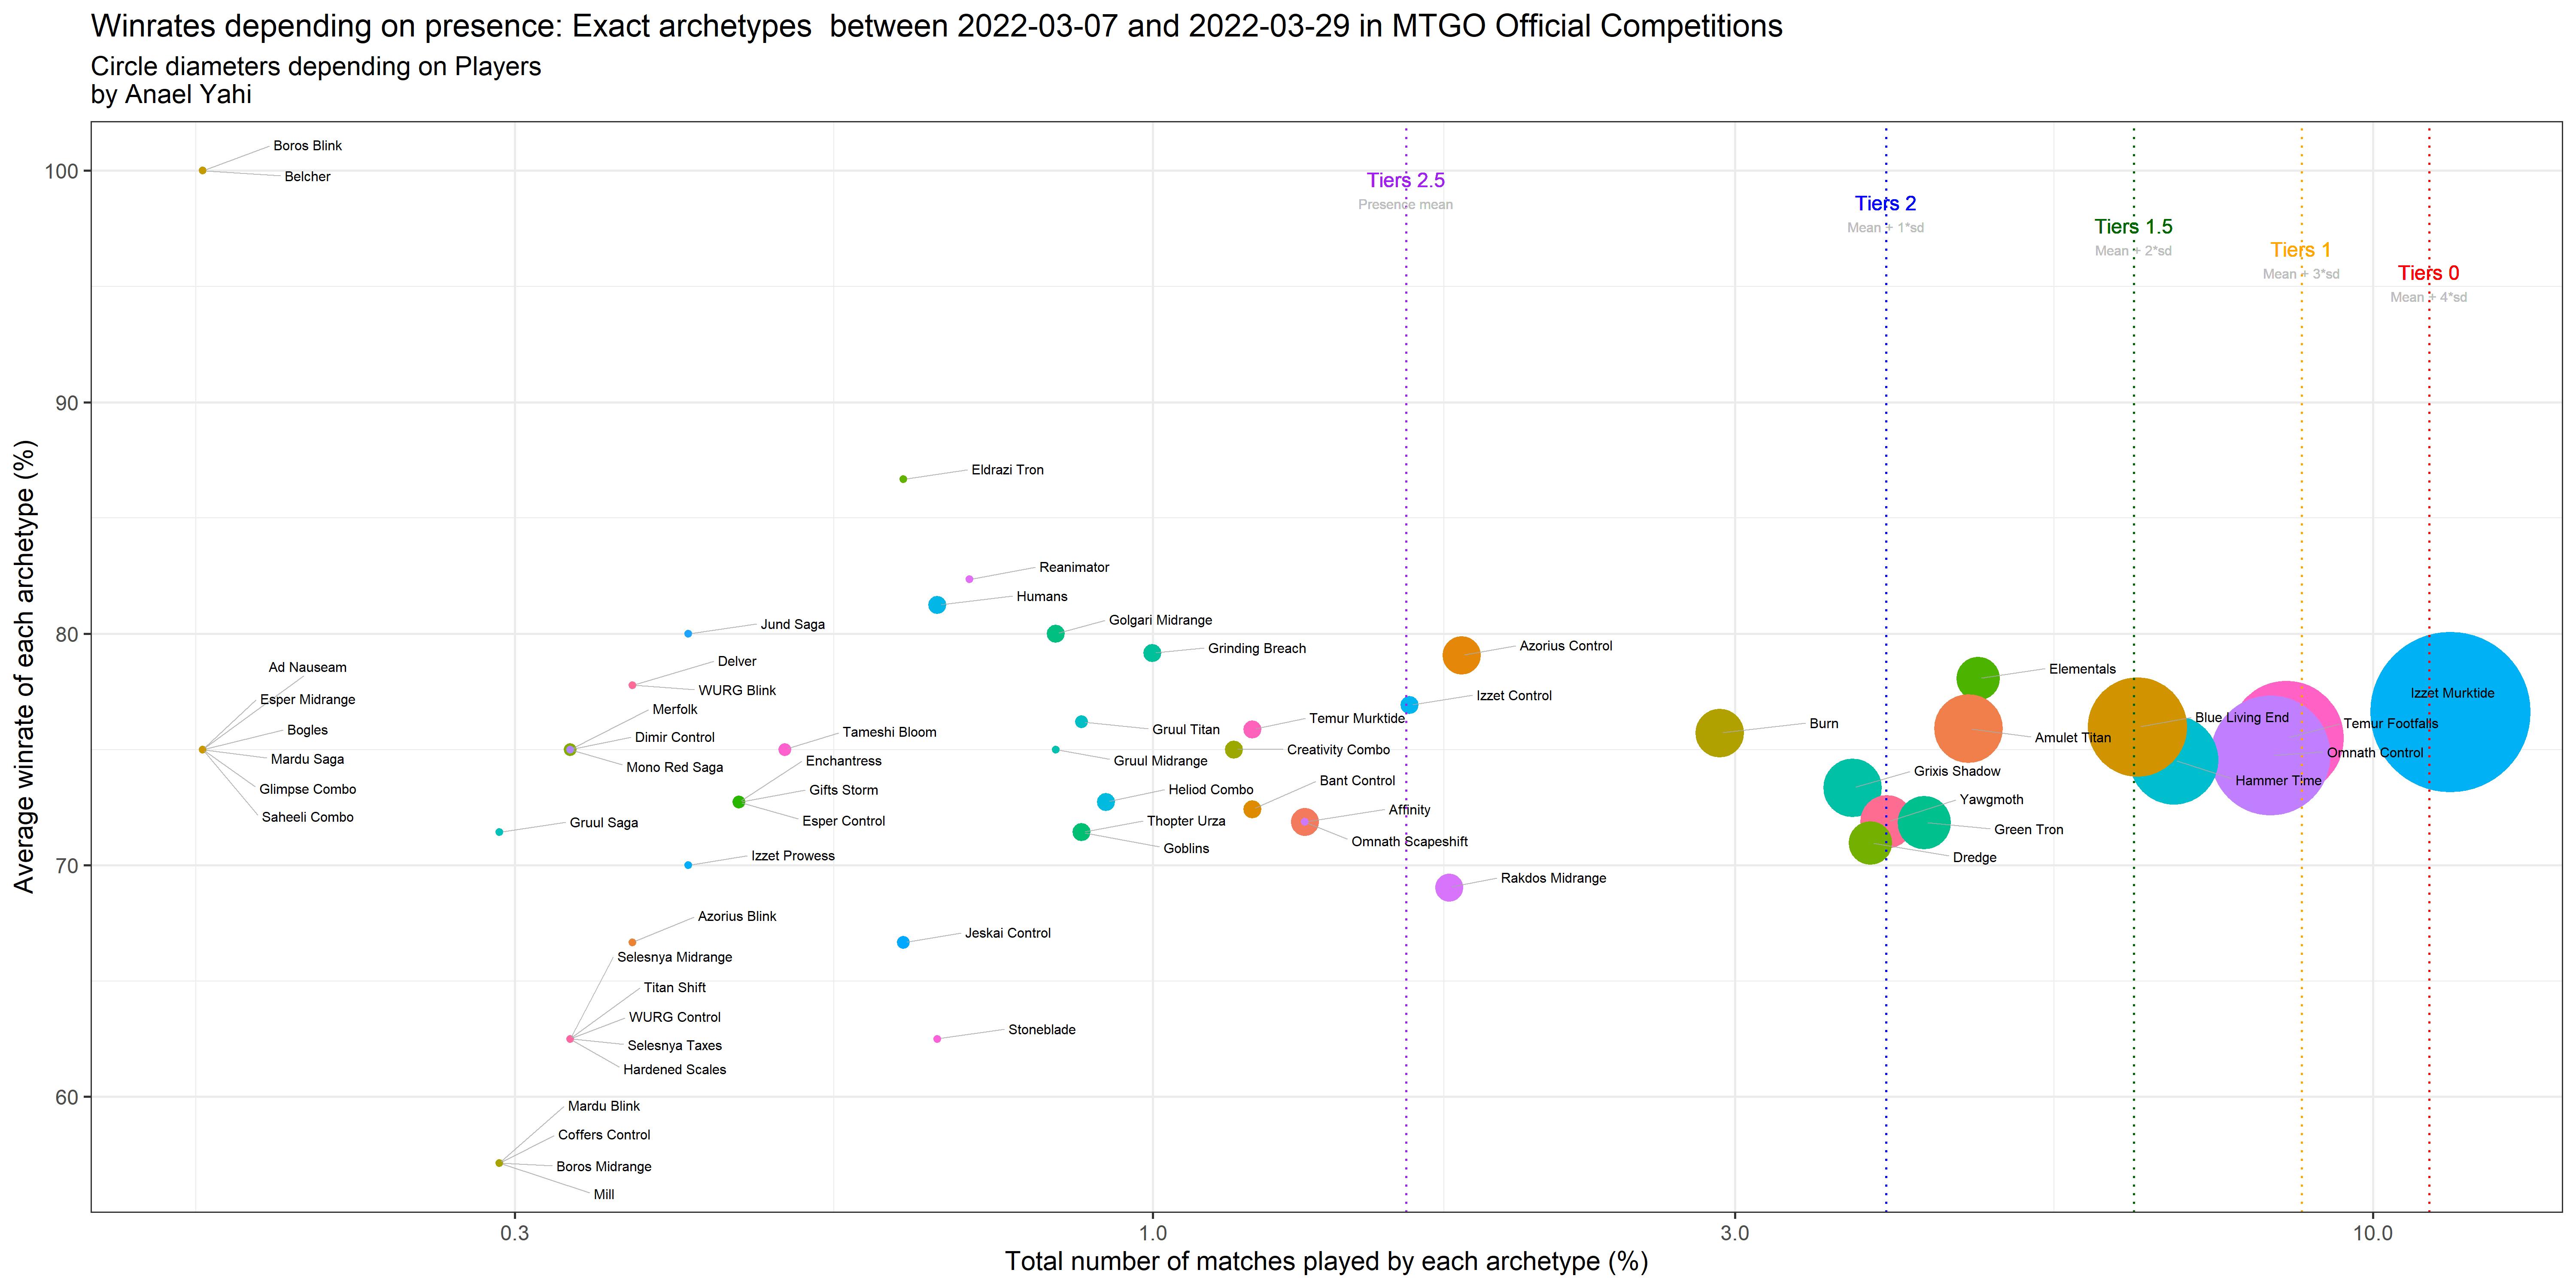 Winrates depending on presence: Exact archetypes  between 2022-03-07 and 2022-03-29 in MTGO Official Competitions
Circle diameters depending on Players
by Anael Yahi
Average winrate of each archetype (%)
100
90
80
70
60
Boros Blink
Belcher
Tiers 2.5
Presence mean
Tiers 2
Mean + 1*sd
Tiers 1.5
Mean + 2*sd
Tiers 1
Mean + 3*sd
Tiers 0
Mean + 4*sd
Eldrazi Tron
Reanimator
Humans
Jund Saga
Golgari Midrange
Grinding Breach
Azorius Control
Delver
WURG Blink
Ad Nauseam
Esper Midrange
Bogles
Mardu Saga
Glimpse Combo
Saheeli Combo
Merfolk
Dimir Control
Mono Red Saga
Tameshi Bloom
Enchantress
Gifts Storm
Esper Control
Gruul Titan
Gruul Midrange
Temur Murktide
Creativity Combo
Izzet Control
Heliod Combo
Bant Control
Thopter Urza
Goblins
Affinity
Omnath Scapeshift
Gruul Saga
Izzet Prowess
Rakdos Midrange
Burn
Elementals
Amulet Titan
Grixis Shadow
Yawgmoth
Green Tron
Dredge
Blue Living End
Temur Footfalls
Omnath Control
Hammer Time
Izzet Murktide
Azorius Blink
Jeskai Control
Selesnya Midrange
Titan Shift
WURG Control
Selesnya Taxes
Hardened Scales
Stoneblade
Mardu Blink
Coffers Control
Boros Midrange
Mill
0.3
1.0
3.0
10.0
Total number of matches played by each archetype (%)